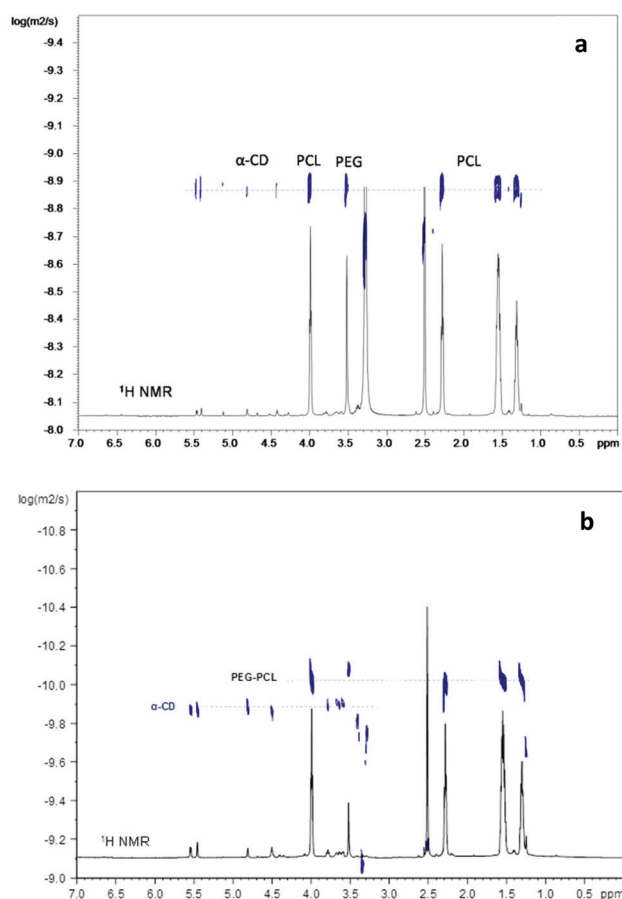 log(m2/s)
a
-9.4
-9.3
-9.2
-9.1
-9.0
-8.9
-8.8
-8.7
-8.6
-8.5
-8.4
-8.3
-8.2
-8.1
-8.0
α-CD PCL PEG PCL
¹H NMR
7.0 6.5 6.0 5.5 5.0 4.5 4.0 3.5 3.0 2.5 2.0 1.5 1.0 0.5 ppm
log(m2/s)
b
-10.8
-10.6
-10.4
-10.2
-10.0
-9.8
-9.6
-9.4
-9.2
-9.0
PEG-PCL
α-CD
¹H NMR
7.0 6.5 6.0 5.5 5.0 4.5 4.0 3.5 3.0 2.5 2.0 1.5 1.0 0.5 ppm